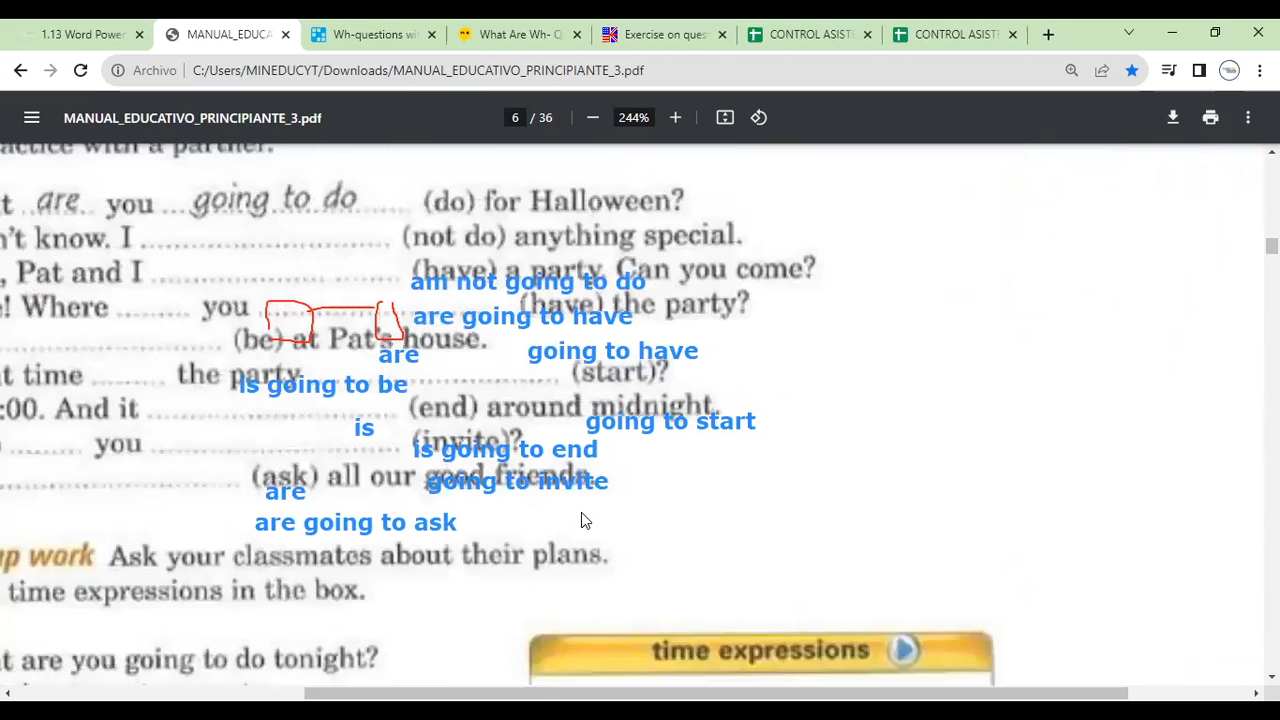 1.13 Word Power
MANUAL_EDUCA
Wh-questions wi
What Are Wh- Q
Exercise on ques
CONTROL ASIST
CONTROL ASISTE
Archivo C:/Users/MINEDUCYT/Downloads/MANUAL_EDUCATIVO_PRINCIPIANTE_3.pdf
MANUAL_EDUCATIVO_PRINCIPIANTE_3.pdf 6 / 36 244%
actice with a partner.
t are you going to do (do) for Halloween?
n't know. I (not do) anything special.
, Pat and I (have) a party. Can you come?
am not going to do
e! Where you (have) the party?
are going to have
(be) at Pat's house.
are going to have
t time the party (start)?
is going to be
:00. And it (end) around midnight.
is going to start
you (invite)?
is going to end
(ask) all our good friends.
are going to invite
are going to ask
up work Ask your classmates about their plans.
time expressions in the box.
t are you going to do tonight?
time expressions